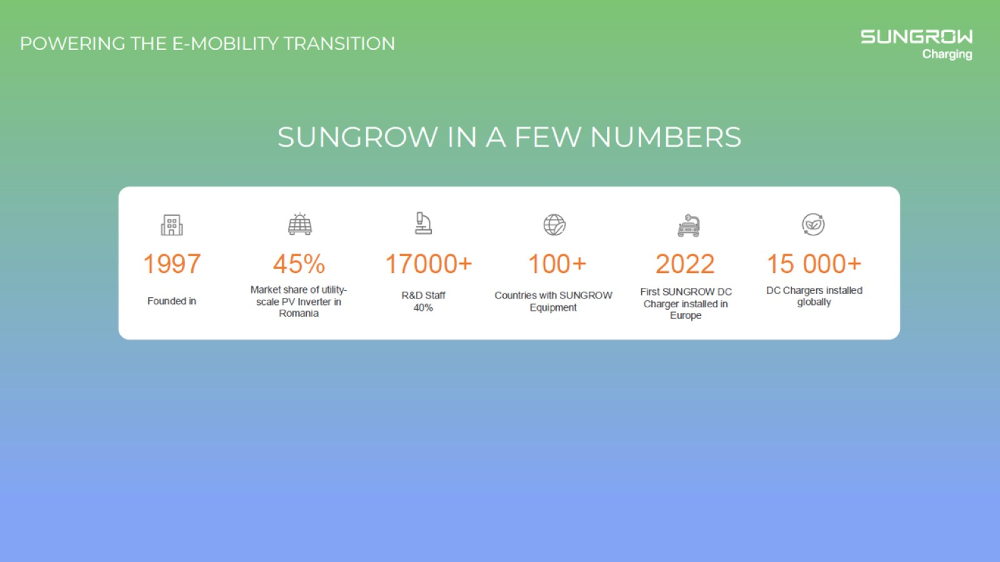 POWERING THE E-MOBILITY TRANSITION
SUNGROW
Charging
SUNGROW IN A FEW NUMBERS
1997
Founded in
45%
Market share of utility-
scale PV Inverter in
Romania
17000+
R&D Staff
40%
100+
Countries with SUNGROW
Equipment
2022
First SUNGROW DC
Charger installed in
Europe
15 000+
DC Chargers installed
globally